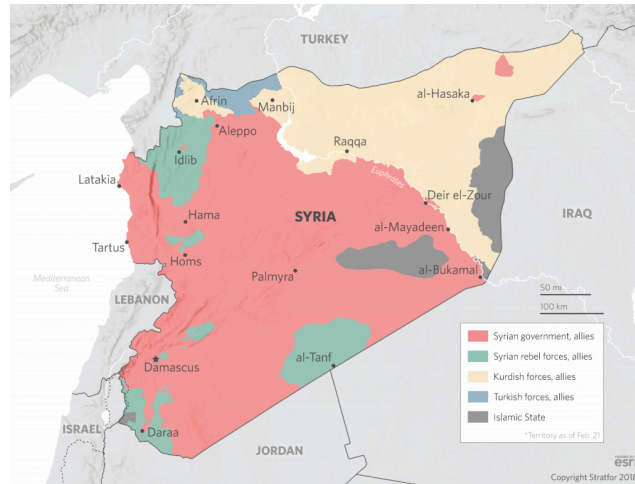 TURKEY
Afrin
Manbij
al-Hasaka
Aleppo
Raqqa
Idlib
Euphrates
Latakia
Deir el-Zour
Hama
SYRIA
IRAQ
al-Mayadeen
Tartus
Homs
Palmyra
al-Bukamal
Mediterranean
Sea
LEBANON
50 mi
100 km
Syrian government, allies
Syrian rebel forces, allies
Kurdish forces, allies
Turkish forces, allies
Islamic State
*Territory as of Feb. 21
al-Tanf
Damascus
ISRAEL
Daraa
JORDAN
POWERED BY
esri
Copyright Stratfor 2018